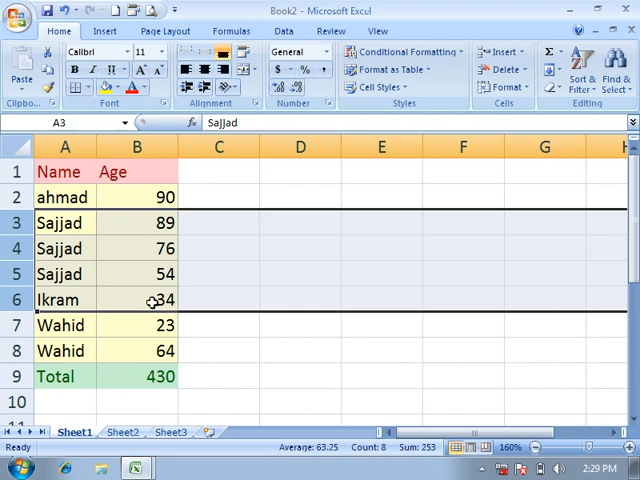 Book2 - Microsoft Excel
Home Insert Page Layout Formulas Data Review View
Calibri 11 General Conditional Formatting Insert Σ
Paste B I U A A $ % , Format as Table Delete Sort & Filter Find & Select
Cell Styles Format
Clipbo... Font Alignment Number Styles Cells Editing
A3 fx Sajjad
A B C D E F G H
1 Name Age
2 ahmad 90
3 Sajjad 89
4 Sajjad 76
5 Sajjad 54
6 Ikram 34
7 Wahid 23
8 Wahid 64
9 Total 430
10
11
Sheet1 Sheet2 Sheet3
Ready Average: 63.25 Count: 8 Sum: 253 160%
2:29 PM